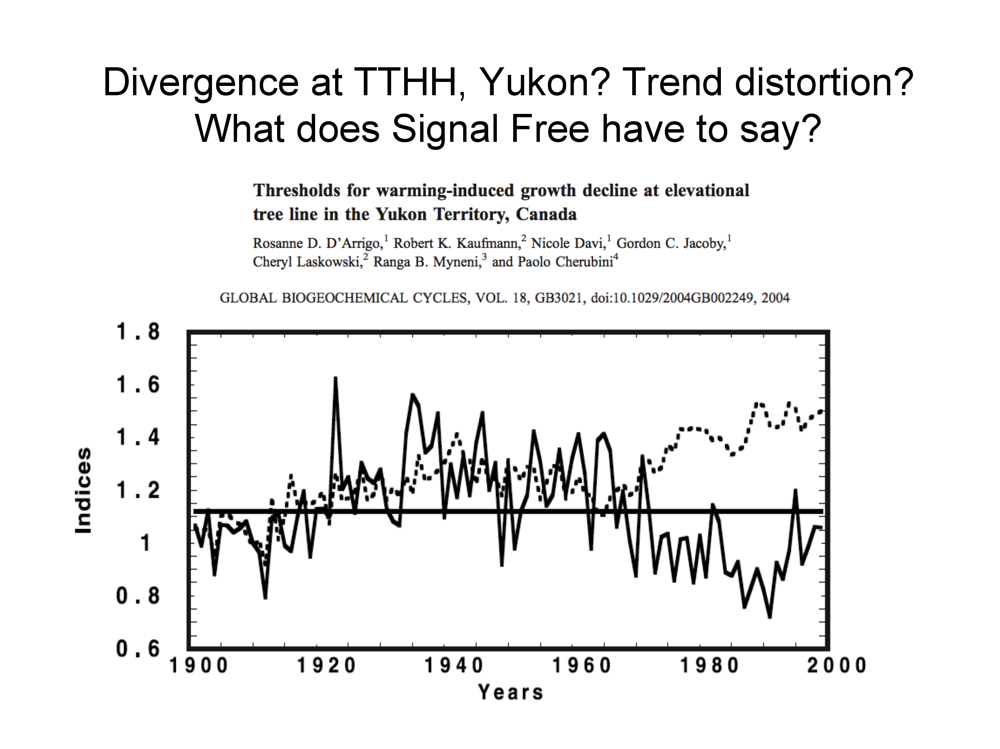 Divergence at TTHH, Yukon? Trend distortion?
What does Signal Free have to say?
Thresholds for warming-induced growth decline at elevational
tree line in the Yukon Territory, Canada
Rosanne D. D’Arrigo,1 Robert K. Kaufmann,2 Nicole Davi,1 Gordon C. Jacoby,1
Cheryl Laskowski,2 Ranga B. Myneni,3 and Paolo Cherubini4
GLOBAL BIOGEOCHEMICAL CYCLES, VOL. 18, GB3021, doi:10.1029/2004GB002249, 2004
1.8
1.6
1.4
1.2
1
0.8
0.6
Indices
1900 1920 1940 1960 1980 2000
Years